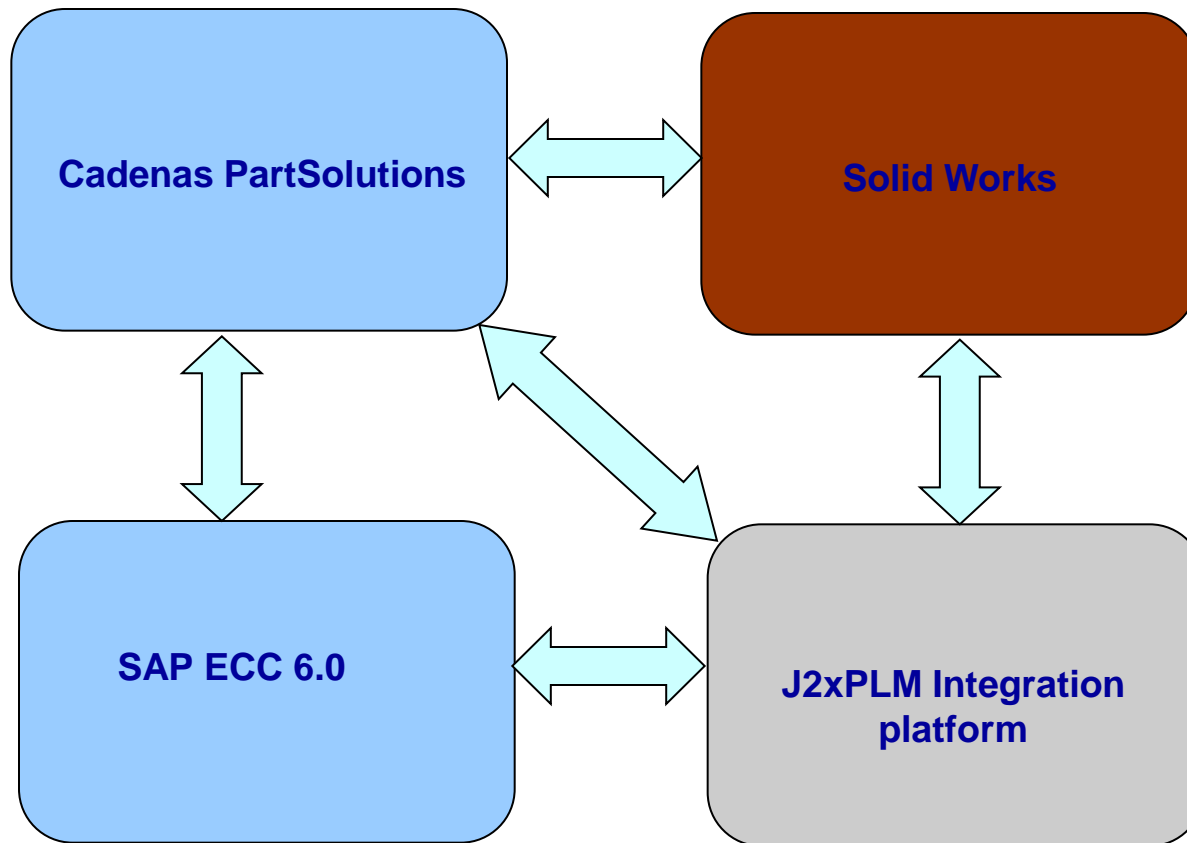 Cadenas PartSolutions
Solid Works
SAP ECC 6.0
J2xPLM Integration
platform